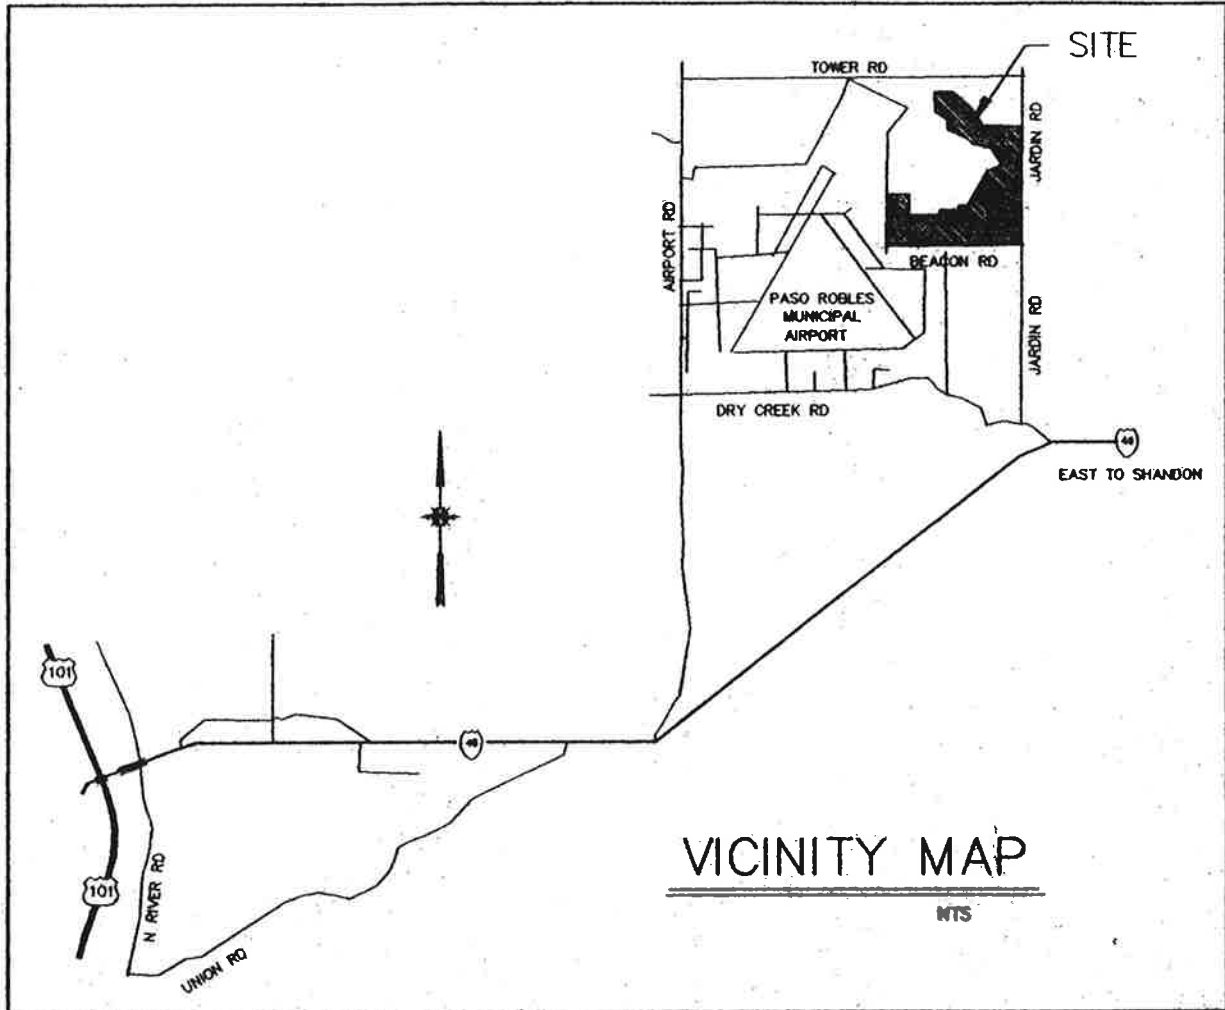 SITE
TOWER RD
JARDIN RD
AIRPORT RD
BEACON RD
PASO ROBLES
MUNICIPAL
AIRPORT
JARDIN RD
DRY CREEK RD
46
EAST TO SHANDON
101
46
VICINITY MAP
NTS
101
N RIVER RD
UNION RD